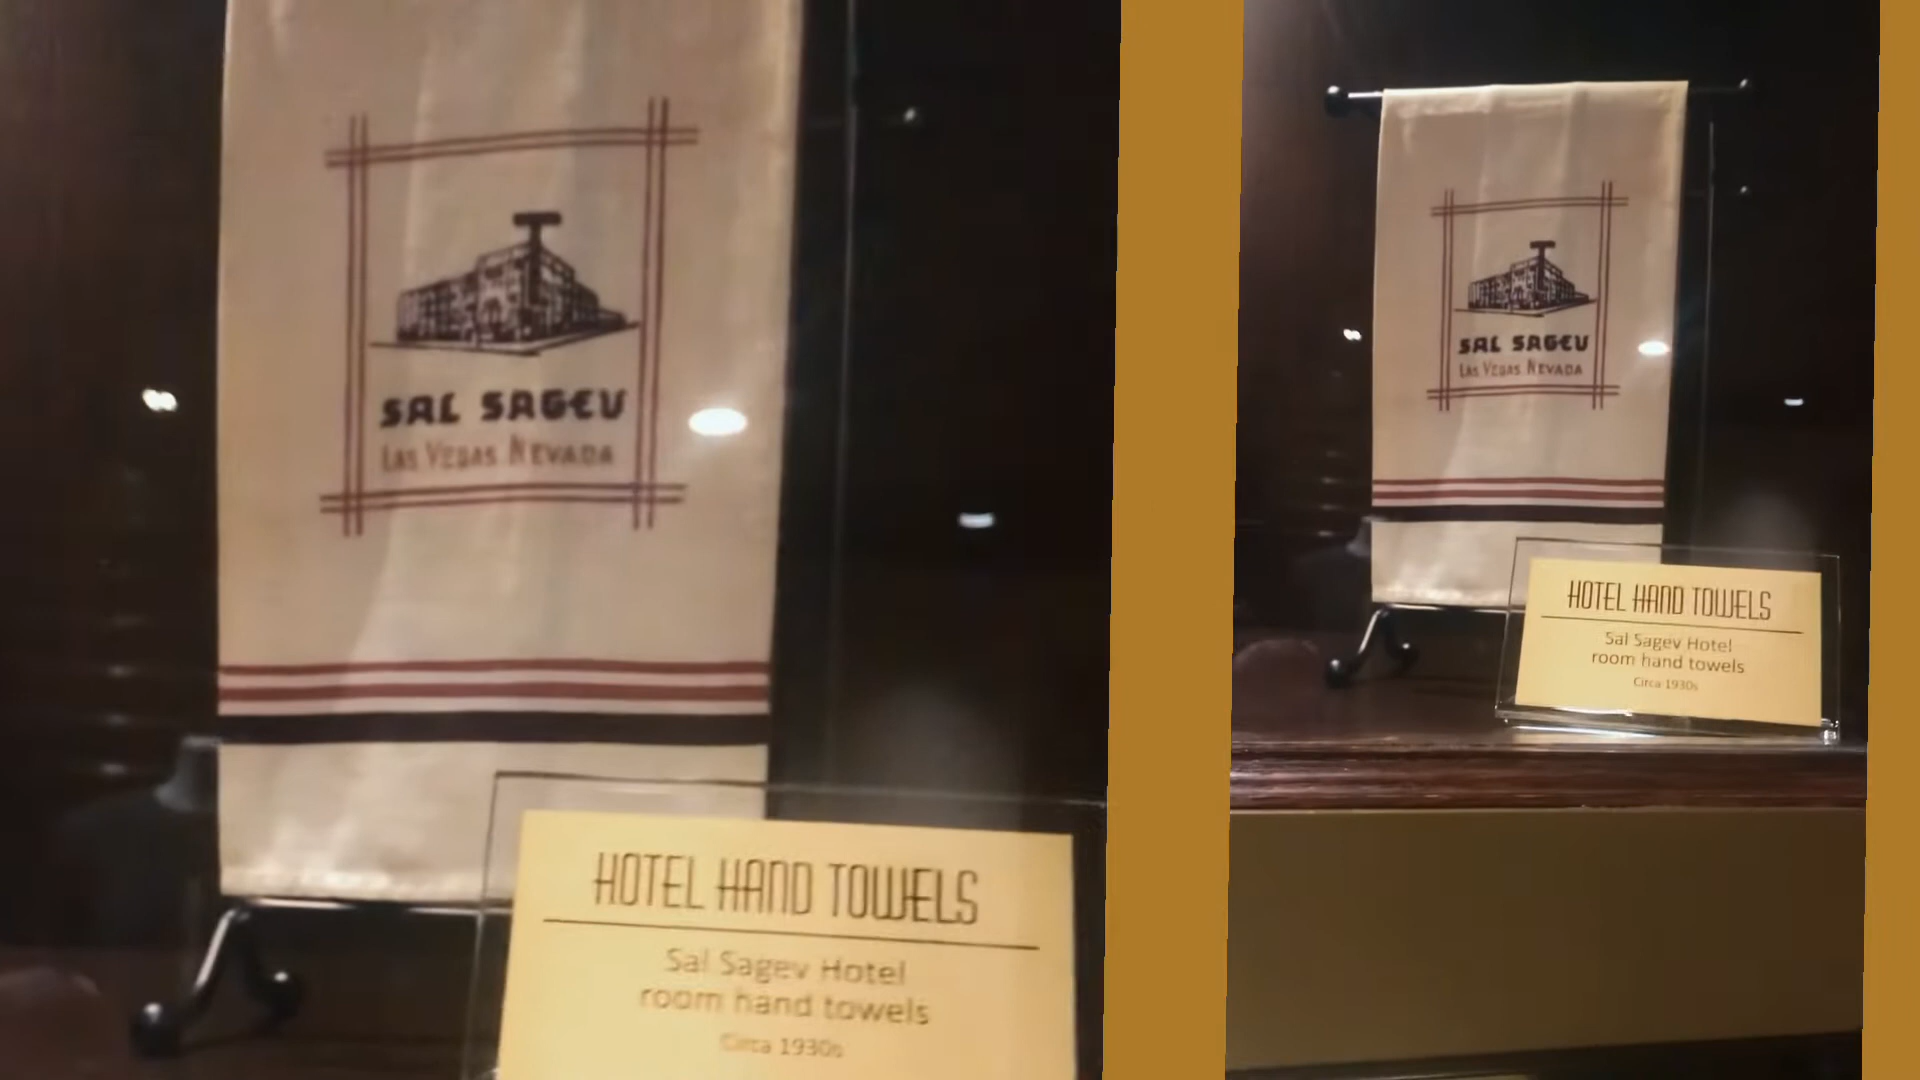 SAL SAGEV
LAS VEGAS NEVADA
HOTEL HAND TOWELS
Sal Sagev Hotel
room hand towels
Circa 1930s
SAL SAGEV
LAS VEGAS NEVADA
HOTEL HAND TOWELS
Sal Sagev Hotel
room hand towels
Circa 1930s